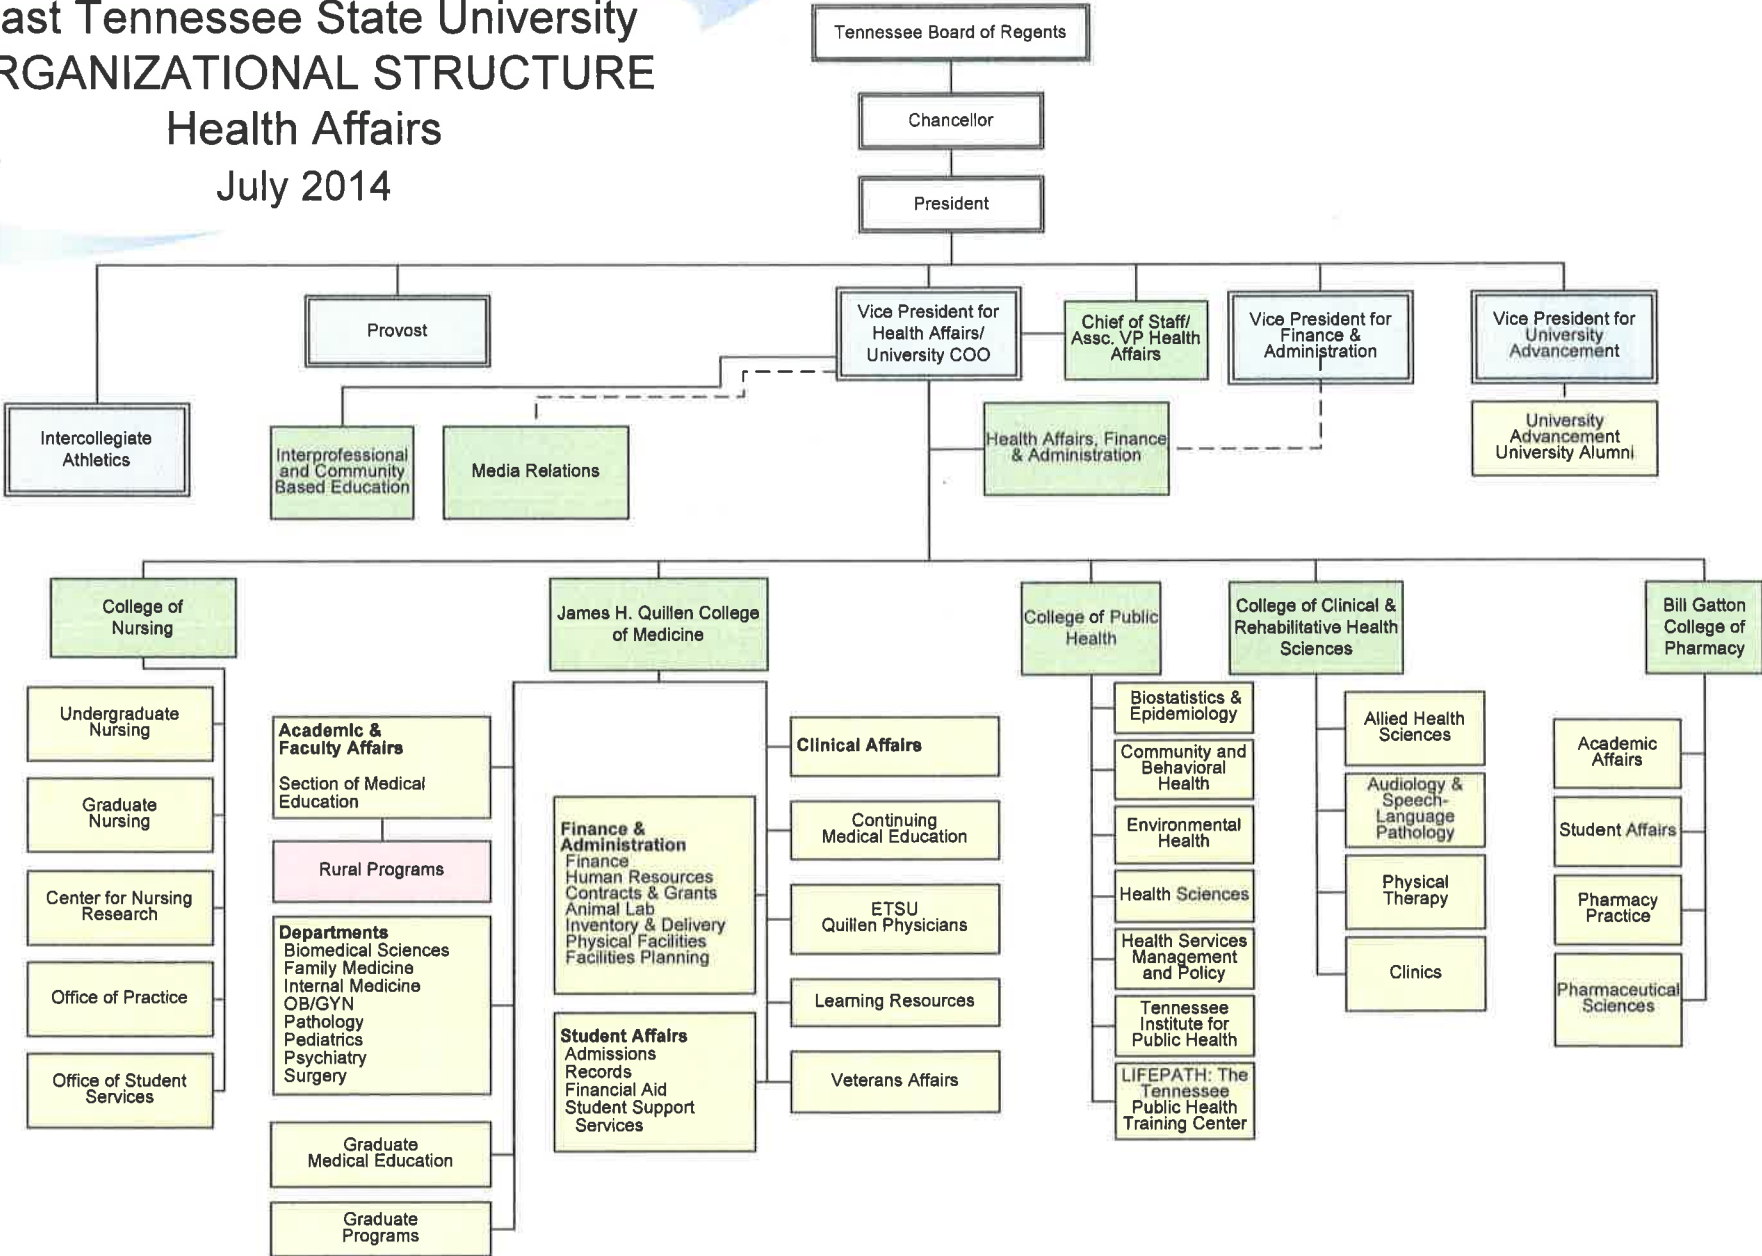 ast Tennessee State University
RGANIZATIONAL STRUCTURE
Health Affairs
July 2014
Tennessee Board of Regents
Chancellor
President
Intercollegiate
Athletics
Provost
Vice President for
Health Affairs/
University COO
Chief of Staff/
Assc. VP Health
Affairs
Vice President for
Finance &
Administration
Vice President for
University
Advancement
University
Advancement
University Alumni
Interprofessional
and Community
Based Education
Media Relations
Health Affairs, Finance
& Administration
College of
Nursing
Undergraduate
Nursing
Graduate
Nursing
Center for Nursing
Research
Office of Practice
Office of Student
Services
James H. Quillen College
of Medicine
Academic &
Faculty Affairs
Section of Medical
Education
Rural Programs
Departments
Biomedical Sciences
Family Medicine
Internal Medicine
OB/GYN
Pathology
Pediatrics
Psychiatry
Surgery
Graduate
Medical Education
Graduate
Programs
Finance &
Administration
Finance
Human Resources
Contracts & Grants
Animal Lab
Inventory & Delivery
Physical Facilities
Facilities Planning
Student Affairs
Admissions
Records
Financial Aid
Student Support
Services
Clinical Affairs
Continuing
Medical Education
ETSU
Quillen Physicians
Learning Resources
Veterans Affairs
College of Public
Health
Biostatistics &
Epidemiology
Community and
Behavioral
Health
Environmental
Health
Health Sciences
Health Services
Management
and Policy
Tennessee
Institute for
Public Health
LIFEPATH: The
Tennessee
Public Health
Training Center
College of Clinical &
Rehabilitative Health
Sciences
Allied Health
Sciences
Audiology &
Speech-
Language
Pathology
Physical
Therapy
Clinics
Bill Gatton
College of
Pharmacy
Academic
Affairs
Student Affairs
Pharmacy
Practice
Pharmaceutical
Sciences